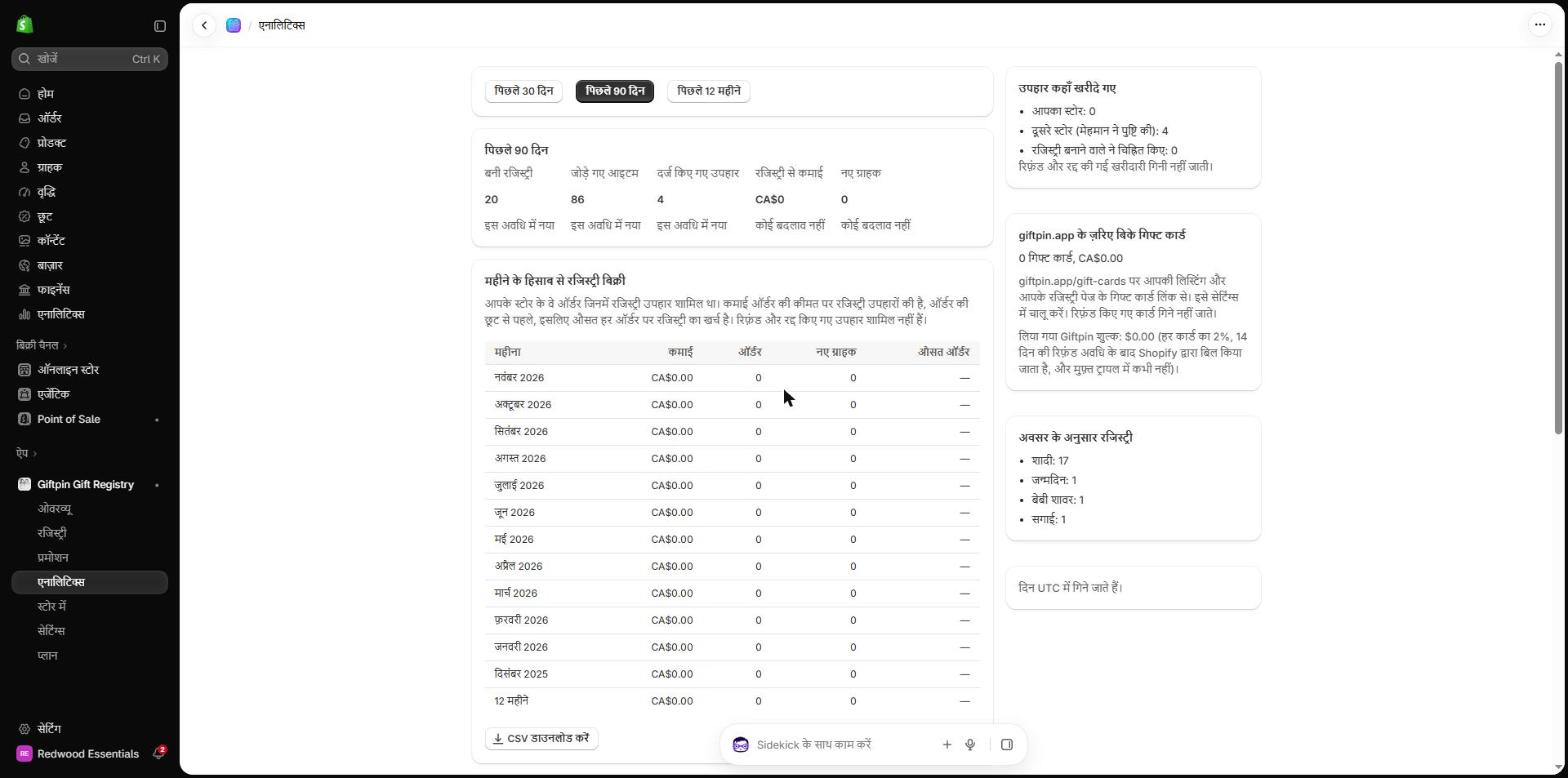 खोजें
Ctrl K
होम
ऑर्डर
प्रोडक्ट
ग्राहक
वृद्धि
छूट
कॉन्टेंट
बाज़ार
फाइनेंस
एनालिटिक्स
बिक्री चैनल
ऑनलाइन स्टोर
एजेंटिक
Point of Sale
ऐप
Giftpin Gift Registry
ओवरव्यू
रजिस्ट्री
प्रमोशन
एनालिटिक्स
स्टोर में
सेटिंग्स
प्लान
सेटिंग
RE Redwood Essentials 2
/ एनालिटिक्स
पिछले 30 दिन पिछले 90 दिन पिछले 12 महीने
पिछले 90 दिन
बनी रजिस्ट्री जोड़े गए आइटम दर्ज किए गए उपहार रजिस्ट्री से कमाई नए ग्राहक
20 86 4 CA$0 0
इस अवधि में नया इस अवधि में नया इस अवधि में नया कोई बदलाव नहीं कोई बदलाव नहीं
महीने के हिसाब से रजिस्ट्री बिक्री
आपके स्टोर के वे ऑर्डर जिनमें रजिस्ट्री उपहार शामिल था। कमाई ऑर्डर की कीमत पर रजिस्ट्री उपहारों की है, ऑर्डर की
छूट से पहले, इसलिए औसत हर ऑर्डर पर रजिस्ट्री का खर्च है। रिफ़ंड और रद्द किए गए उपहार शामिल नहीं हैं।
महीना कमाई ऑर्डर नए ग्राहक औसत ऑर्डर
नवंबर 2026 CA$0.00 0 0 —
अक्टूबर 2026 CA$0.00 0 0 —
सितंबर 2026 CA$0.00 0 0 —
अगस्त 2026 CA$0.00 0 0 —
जुलाई 2026 CA$0.00 0 0 —
जून 2026 CA$0.00 0 0 —
मई 2026 CA$0.00 0 0 —
अप्रैल 2026 CA$0.00 0 0 —
मार्च 2026 CA$0.00 0 0 —
फ़रवरी 2026 CA$0.00 0 0 —
जनवरी 2026 CA$0.00 0 0 —
दिसंबर 2025 CA$0.00 0 0 —
12 महीने CA$0.00 0 0 —
CSV डाउनलोड करें
Sidekick के साथ काम करें
उपहार कहाँ खरीदे गए
• आपका स्टोर: 0
• दूसरे स्टोर (मेहमान ने पुष्टि की): 4
• रजिस्ट्री बनाने वाले ने चिह्नित किए: 0
रिफ़ंड और रद्द की गई खरीदारी गिनी नहीं जाती।
giftpin.app के ज़रिए बिके गिफ्ट कार्ड
0 गिफ्ट कार्ड, CA$0.00
giftpin.app/gift-cards पर आपकी लिस्टिंग और
आपके रजिस्ट्री पेज के गिफ्ट कार्ड लिंक से। इसे सेटिंग्स
में चालू करें। रिफ़ंड किए गए कार्ड गिने नहीं जाते।
लिया गया Giftpin शुल्क: $0.00 (हर कार्ड का 2%, 14
दिन की रिफ़ंड अवधि के बाद Shopify द्वारा बिल किया
जाता है, और मुफ़्त ट्रायल में कभी नहीं)।
अवसर के अनुसार रजिस्ट्री
• शादी: 17
• जन्मदिन: 1
• बेबी शावर: 1
• सगाई: 1
दिन UTC में गिने जाते हैं।